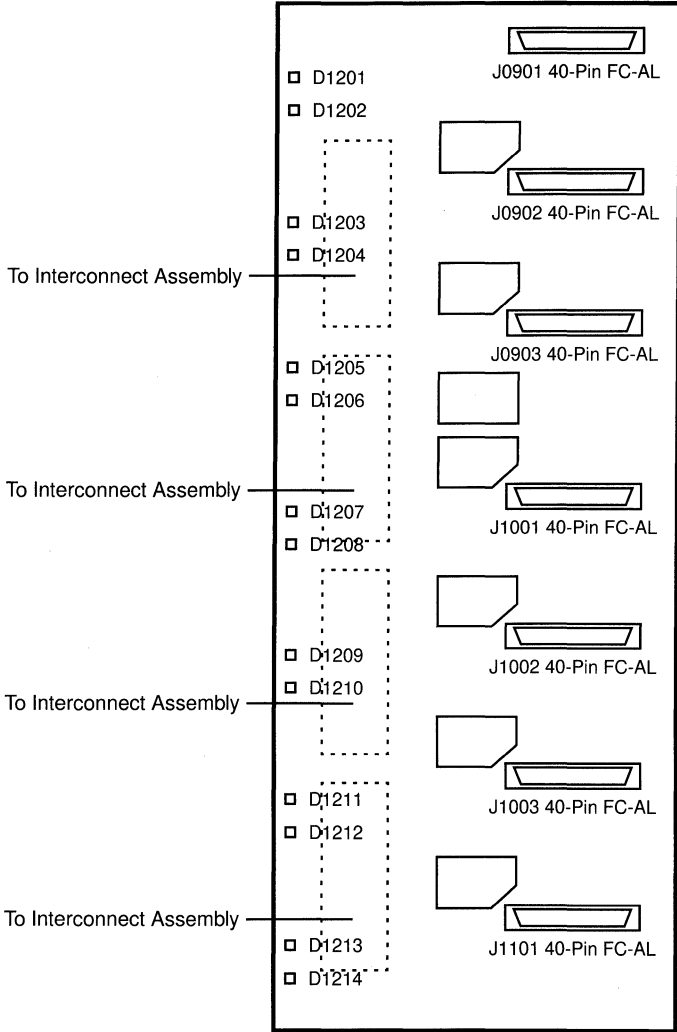 J0901 40-Pin FC-AL
D1201
D1202
J0902 40-Pin FC-AL
D1203
D1204
To Interconnect Assembly
J0903 40-Pin FC-AL
D1205
D1206
To Interconnect Assembly
D1207
J1001 40-Pin FC-AL
D1208
D1209
J1002 40-Pin FC-AL
D1210
To Interconnect Assembly
D1211
J1003 40-Pin FC-AL
D1212
To Interconnect Assembly
D1213
J1101 40-Pin FC-AL
D1214